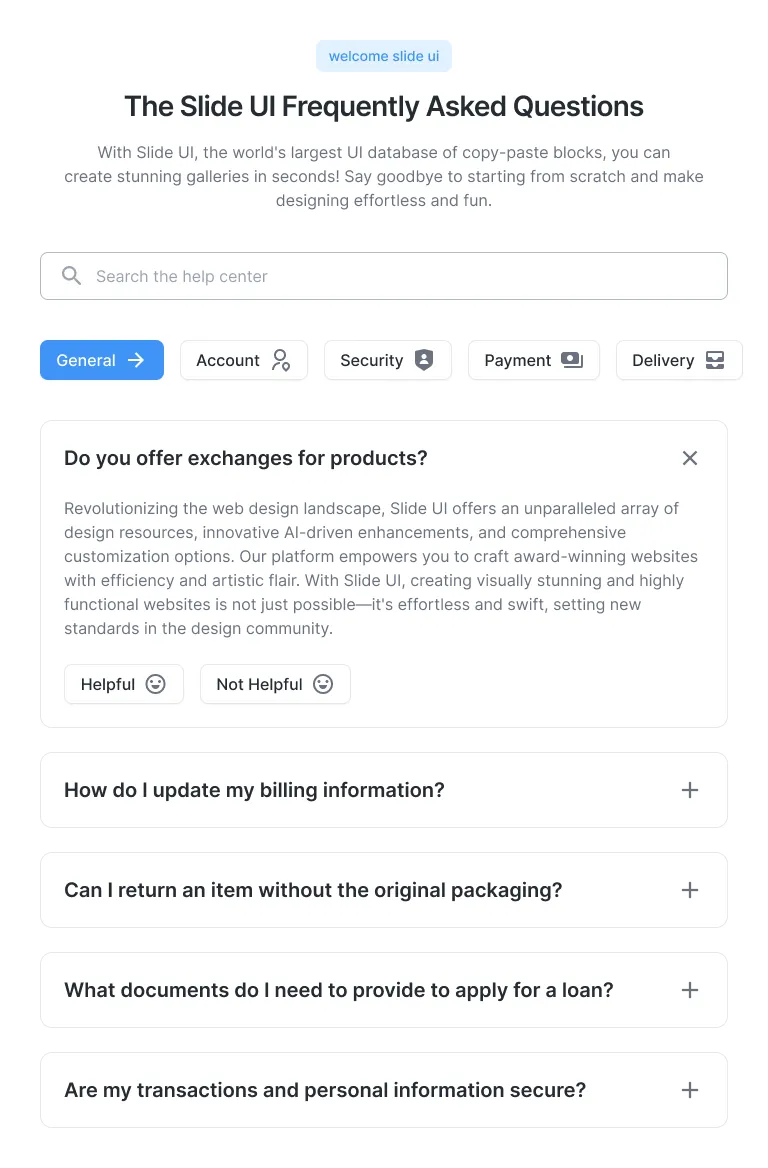 welcome slide ui
The Slide UI Frequently Asked Questions
With Slide UI, the world's largest UI database of copy-paste blocks, you can
create stunning galleries in seconds! Say goodbye to starting from scratch and make
designing effortless and fun.
Search the help center
General
Account
Security
Payment
Delivery
Do you offer exchanges for products?
Revolutionizing the web design landscape, Slide UI offers an unparalleled array of
design resources, innovative AI-driven enhancements, and comprehensive
customization options. Our platform empowers you to craft award-winning websites
with efficiency and artistic flair. With Slide UI, creating visually stunning and highly
functional websites is not just possible—it's effortless and swift, setting new
standards in the design community.
Helpful
Not Helpful
How do I update my billing information?
Can I return an item without the original packaging?
What documents do I need to provide to apply for a loan?
Are my transactions and personal information secure?